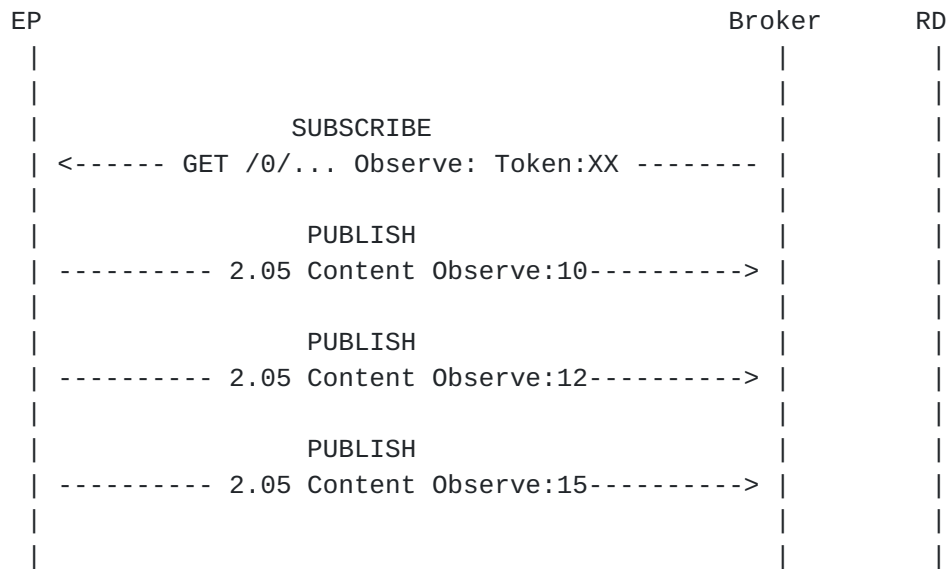 EP                                            Broker      RD
 |                                               |         |
 |                                               |         |
 |                SUBSCRIBE                      |         |
 | <------ GET /0/... Observe: Token:XX -------- |         |
 |                                               |         |
 |                 PUBLISH                       |         |
 | ---------- 2.05 Content Observe:10----------> |         |
 |                                               |         |
 |                 PUBLISH                       |         |
 | ---------- 2.05 Content Observe:12----------> |         |
 |                                               |         |
 |                 PUBLISH                       |         |
 | ---------- 2.05 Content Observe:15----------> |         |
 |                                               |         |
 |                                               |         |